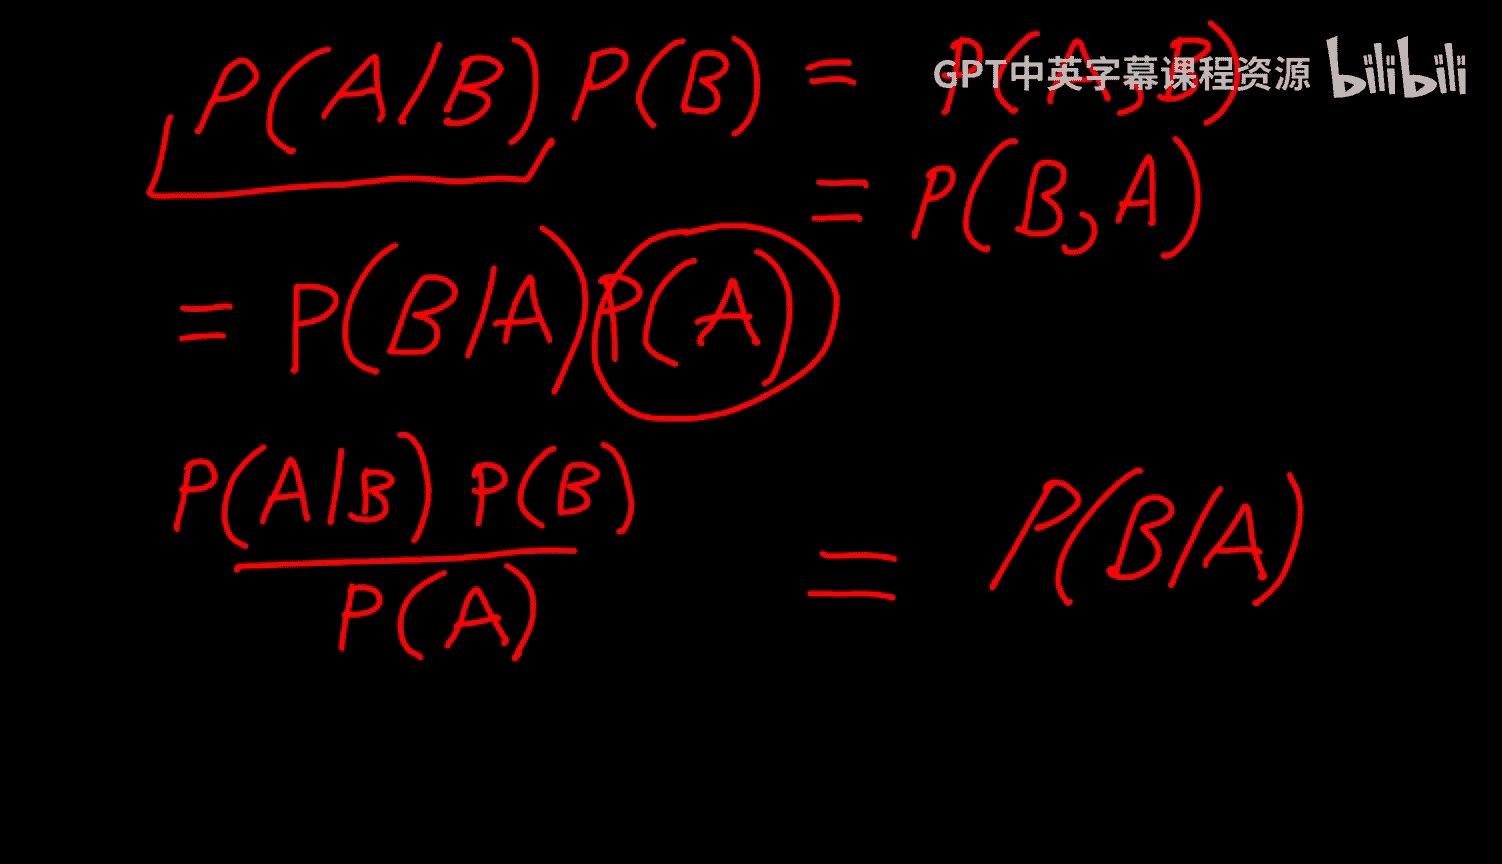 P(A|B) P(B) = P(A,B)
GPT中英字幕课程资源 bilibili
= P(B,A)
= P(B|A) P(A)
P(A|B) P(B)
P(A)
= P(B|A)